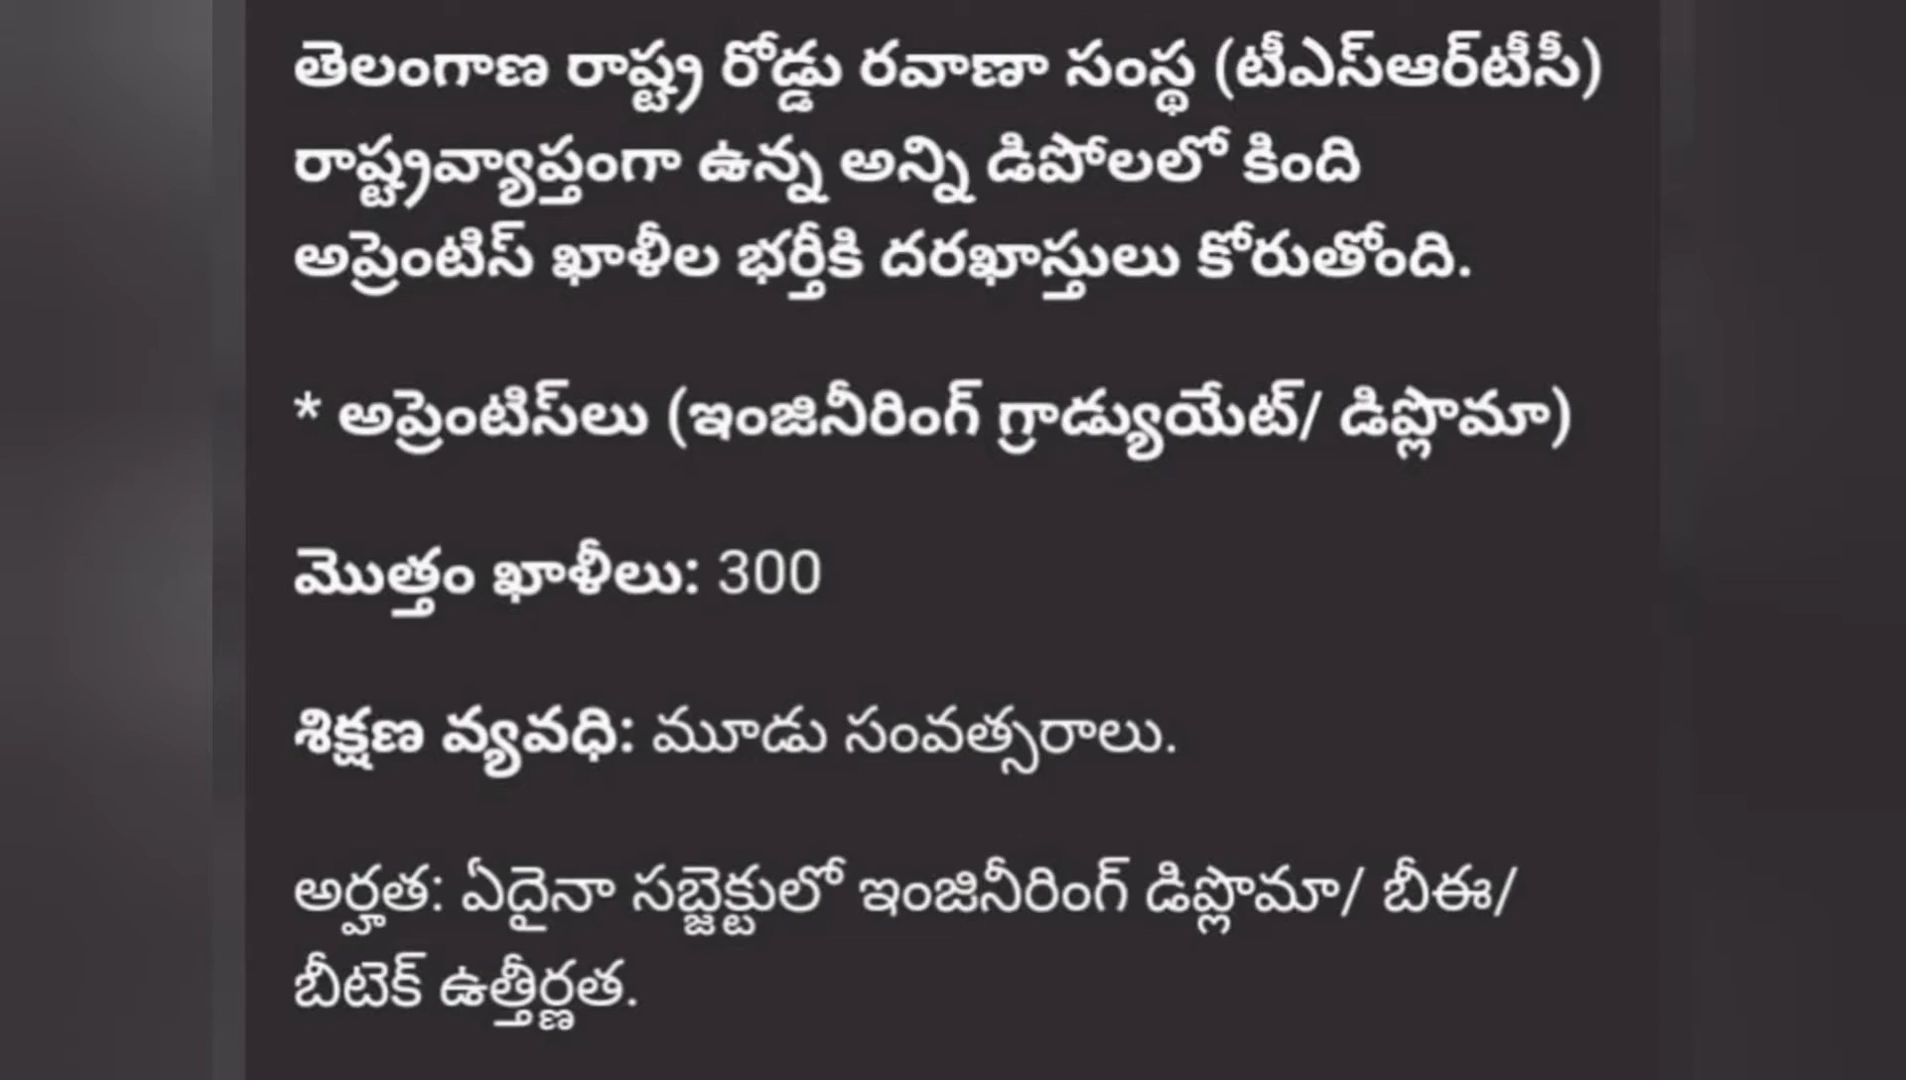 తెలంగాణ రాష్ట్ర రోడ్డు రవాణా సంస్థ (టీఎస్ఆర్‌టీసీ)
రాష్ట్రవ్యాప్తంగా ఉన్న అన్ని డిపోలలో కింది
అప్రెంటిస్ ఖాళీల భర్తీకి దరఖాస్తులు కోరుతోంది.
* అప్రెంటిస్‌లు (ఇంజినీరింగ్ గ్రాడ్యుయేట్/ డిప్లొమా)
మొత్తం ఖాళీలు: 300
శిక్షణ వ్యవధి: మూడు సంవత్సరాలు.
అర్హత: ఏదైనా సబ్జెక్టులో ఇంజినీరింగ్ డిప్లొమా/ బీఈ/
బీటెక్ ఉత్తీర్ణత.